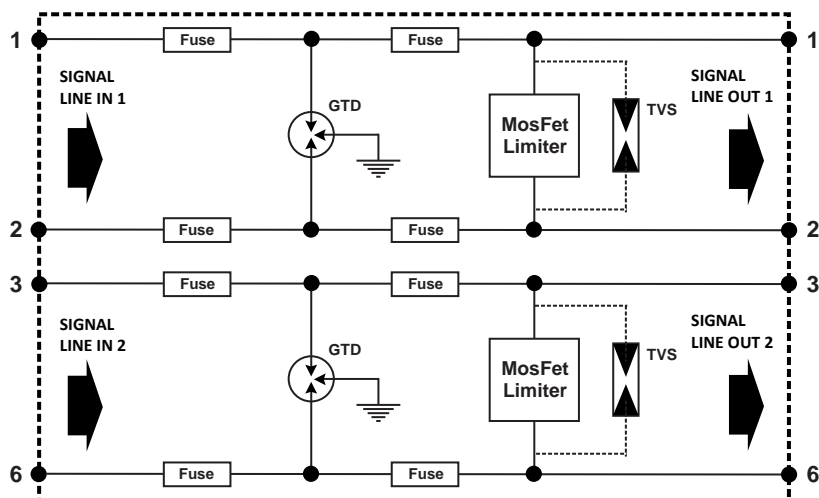 1 Fuse Fuse 1
SIGNAL
LINE IN 1
GTD
MosFet
Limiter
TVS
SIGNAL
LINE OUT 1
2 Fuse Fuse 2
3 Fuse Fuse 3
SIGNAL
LINE IN 2
GTD
MosFet
Limiter
TVS
SIGNAL
LINE OUT 2
6 Fuse Fuse 6